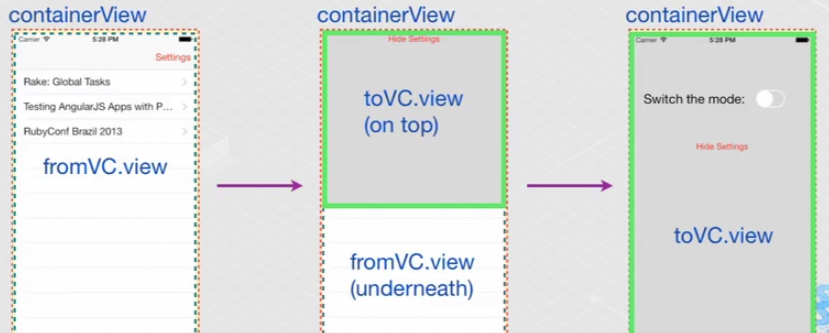 containerView
Carrier 5:28 PM
Settings
Rake: Global Tasks
Testing AngularJS Apps with P...
RubyConf Brazil 2013
fromVC.view
containerView
Hide Settings
toVC.view
(on top)
fromVC.view
(underneath)
containerView
Carrier 5:28 PM
Switch the mode:
Hide Settings
toVC.view